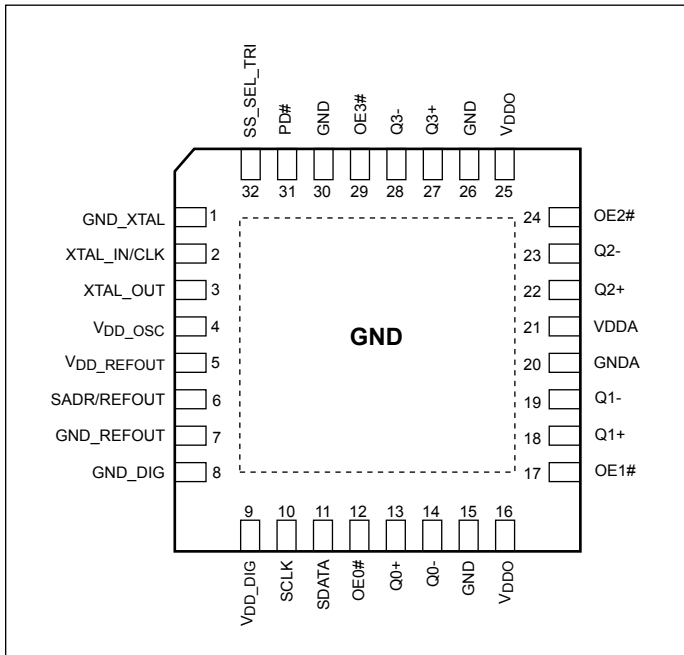 SS_SEL_TRI
PD#
GND
OE3#
Q3-
Q3+
GND
VDDO
32 31 30 29 28 27 26 25
GND_XTAL 1
XTAL_IN/CLK 2
XTAL_OUT 3
VDD_OSC 4
VDD_REFOUT 5
SADR/REFOUT 6
GND_REFOUT 7
GND_DIG 8
GND
24 OE2#
23 Q2-
22 Q2+
21 VDDA
20 GNDA
19 Q1-
18 Q1+
17 OE1#
9 10 11 12 13 14 15 16
VDD_DIG
SCLK
SDATA
OE0#
Q0+
Q0-
GND
VDDO